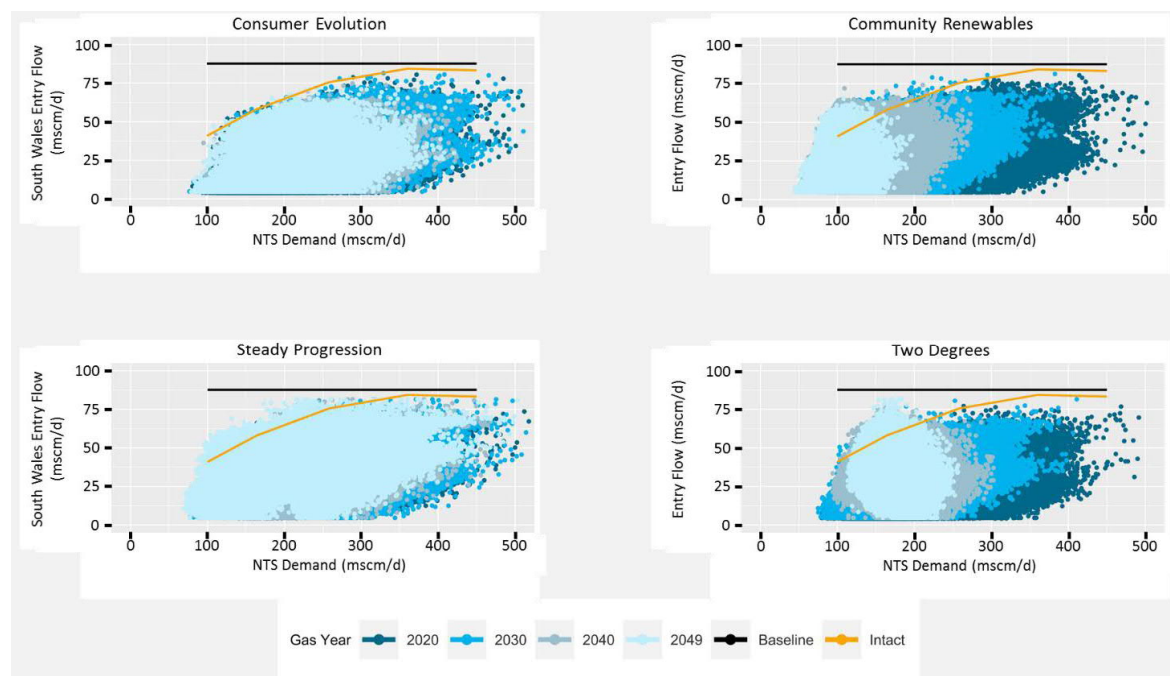 Consumer Evolution
South Wales Entry Flow
(mscm/d)
100
75
50
25
0
0 100 200 300 400 500
NTS Demand (mscm/d)
Community Renewables
Entry Flow (mscm/d)
100
75
50
25
0
0 100 200 300 400 500
NTS Demand (mscm/d)
Steady Progression
South Wales Entry Flow
(mscm/d)
100
75
50
25
0
0 100 200 300 400 500
NTS Demand (mscm/d)
Two Degrees
Entry Flow (mscm/d)
100
75
50
25
0
0 100 200 300 400 500
NTS Demand (mscm/d)
Gas Year 2020 2030 2040 2049 Baseline Intact